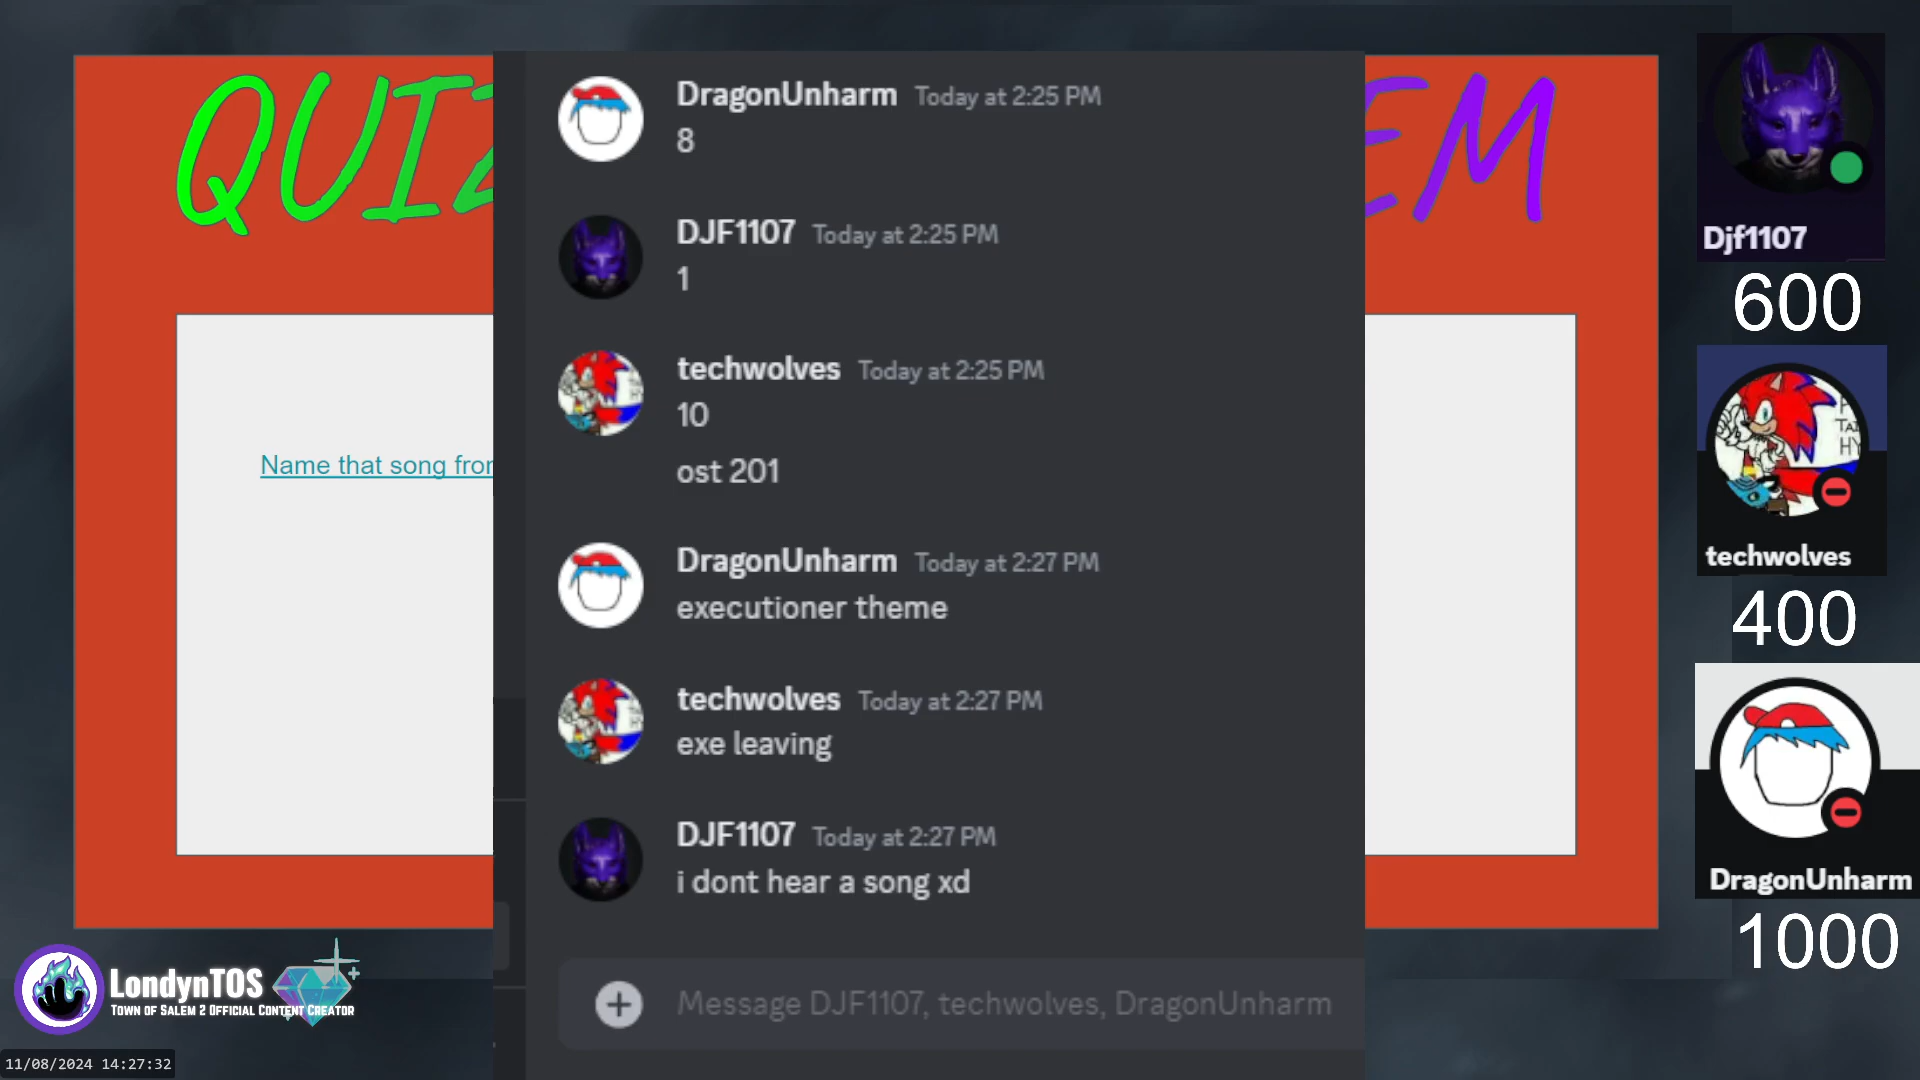 QUIZ
EM
DragonUnharm Today at 2:25 PM
8
DJF1107 Today at 2:25 PM
1
techwolves Today at 2:25 PM
10
ost 201
Name that song from
DragonUnharm Today at 2:27 PM
executioner theme
techwolves Today at 2:27 PM
exe leaving
DJF1107 Today at 2:27 PM
i dont hear a song xd
Message DJF1107, techwolves, DragonUnharm
Djf1107
600
techwolves
400
DragonUnharm
1000
LondynTOS
TOWN OF SALEM 2 OFFICIAL CONTENT CREATOR
11/08/2024 14:27:32